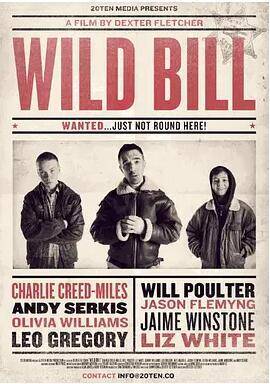 20TEN MEDIA PRESENTS
A FILM BY DEXTER FLETCHER
WILD BILL
WANTED...JUST NOT ROUND HERE!
CHARLIE CREED-MILES
ANDY SERKIS
OLIVIA WILLIAMS
LEO GREGORY
WILL POULTER
JASON FLEMYNG
JAIME WINSTONE
LIZ WHITE
CONTACT INFO@20TEN.CO